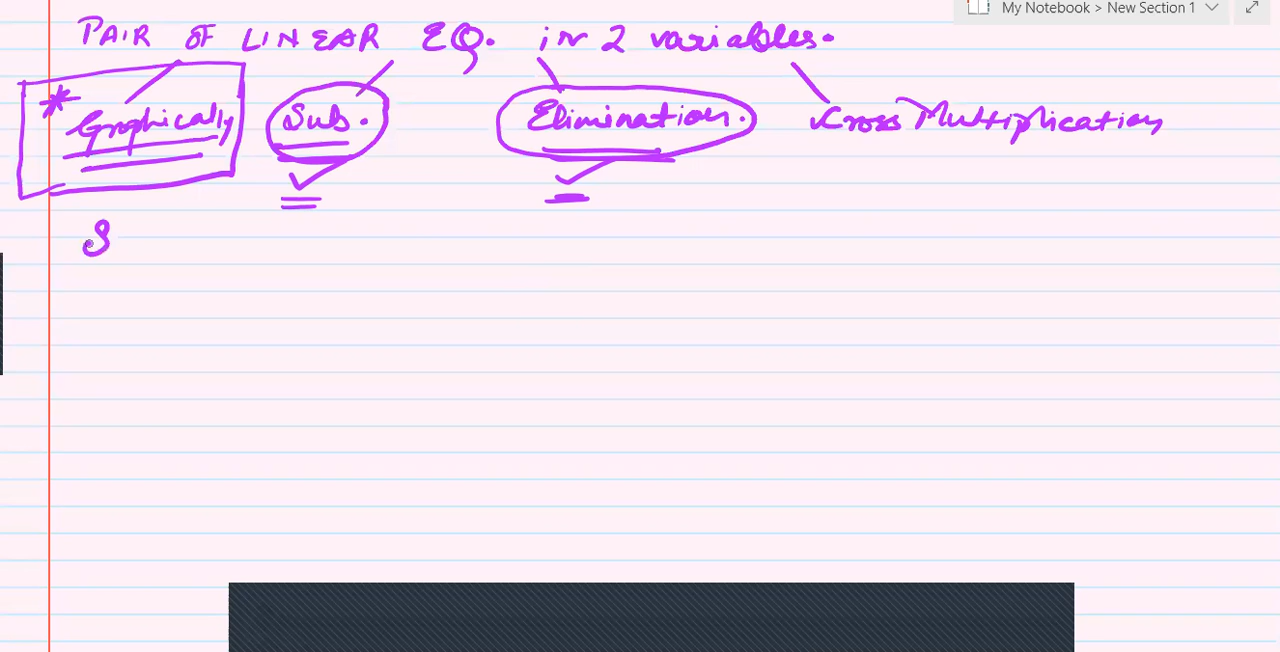 My Notebook > New Section 1
PAIR OF LINEAR EQ. in 2 variables.
* Graphically Sub. Elimination. Cross Multiplication
S